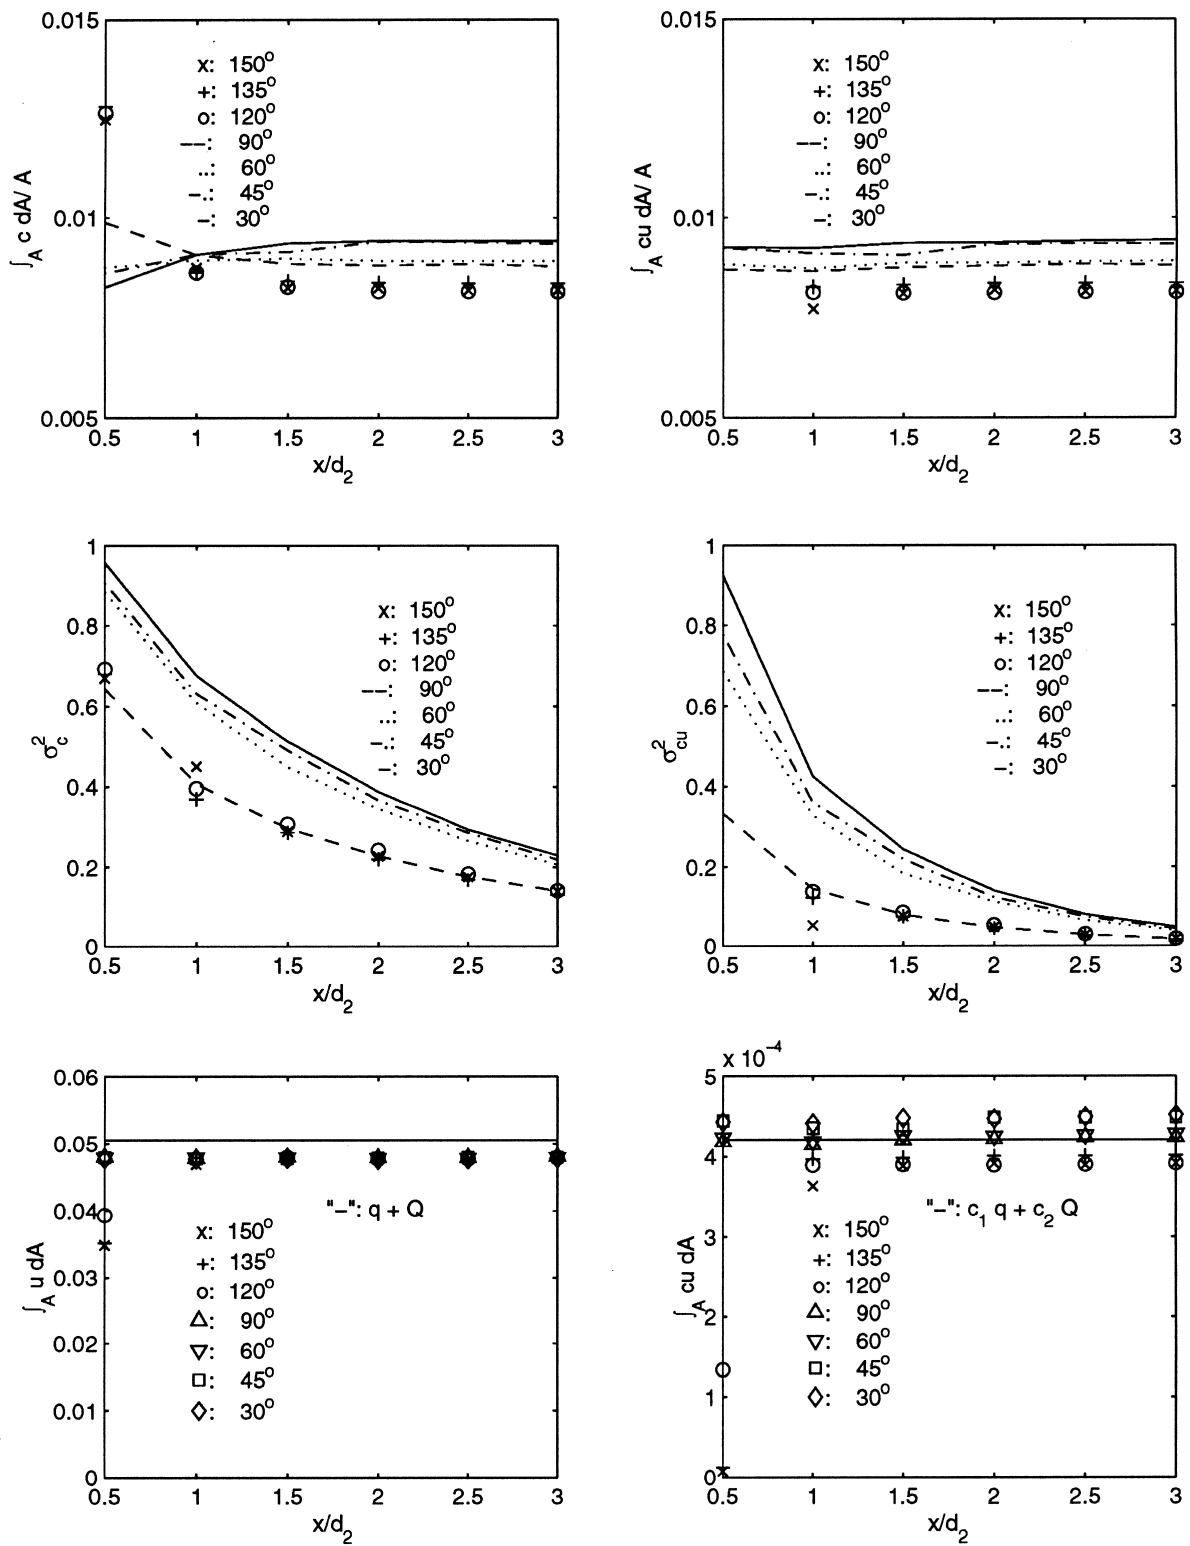 0.015
0.01
0.005
∫A c dA/ A
x: 150°
+: 135°
o: 120°
−−: 90°
..: 60°
−.: 45°
−: 30°
0.5 1 1.5 2 2.5 3
x/d2
0.015
0.01
0.005
∫A cu dA/ A
x: 150°
+: 135°
o: 120°
−−: 90°
..: 60°
−.: 45°
−: 30°
0.5 1 1.5 2 2.5 3
x/d2
1
0.8
0.6
0.4
0.2
0
σc²
x: 150°
+: 135°
o: 120°
−−: 90°
..: 60°
−.: 45°
−: 30°
0.5 1 1.5 2 2.5 3
x/d2
1
0.8
0.6
0.4
0.2
0
σcu²
x: 150°
+: 135°
o: 120°
−−: 90°
..: 60°
−.: 45°
−: 30°
0.5 1 1.5 2 2.5 3
x/d2
0.06
0.05
0.04
0.03
0.02
0.01
0
∫A u dA
"−": q + Q
x: 150°
+: 135°
o: 120°
△: 90°
▽: 60°
□: 45°
◇: 30°
0.5 1 1.5 2 2.5 3
x/d2
x 10−4
5
4
3
2
1
0
∫A cu dA
"−": c1 q + c2 Q
x: 150°
+: 135°
o: 120°
△: 90°
▽: 60°
□: 45°
◇: 30°
0.5 1 1.5 2 2.5 3
x/d2